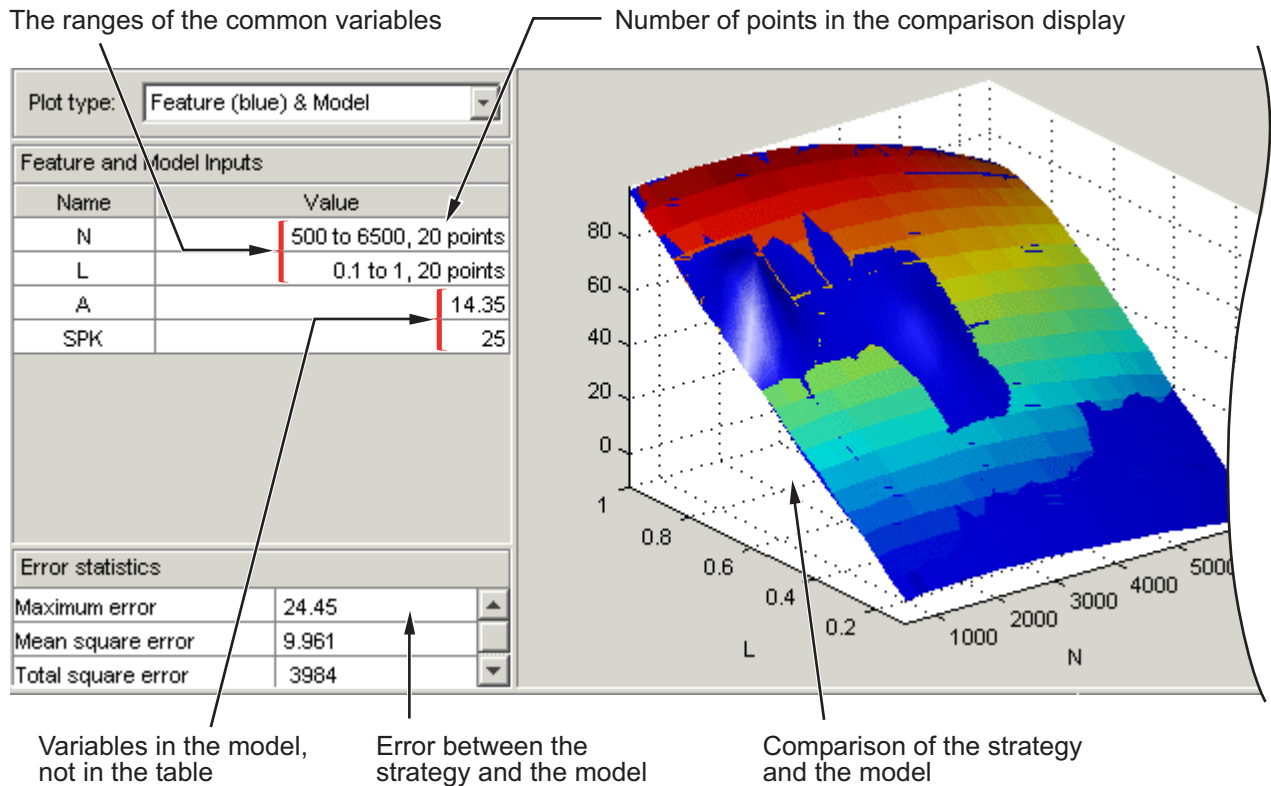 The ranges of the common variables
Number of points in the comparison display
Plot type: Feature (blue) & Model
Feature and Model Inputs
Name Value
N 500 to 6500, 20 points
L 0.1 to 1, 20 points
A 14.35
SPK 25
Error statistics
Maximum error 24.45
Mean square error 9.961
Total square error 3984
80
60
40
20
0
1
0.8
0.6
0.4
0.2
L
1000
2000
3000
4000
5000
N
Variables in the model,
not in the table
Error between the
strategy and the model
Comparison of the strategy
and the model